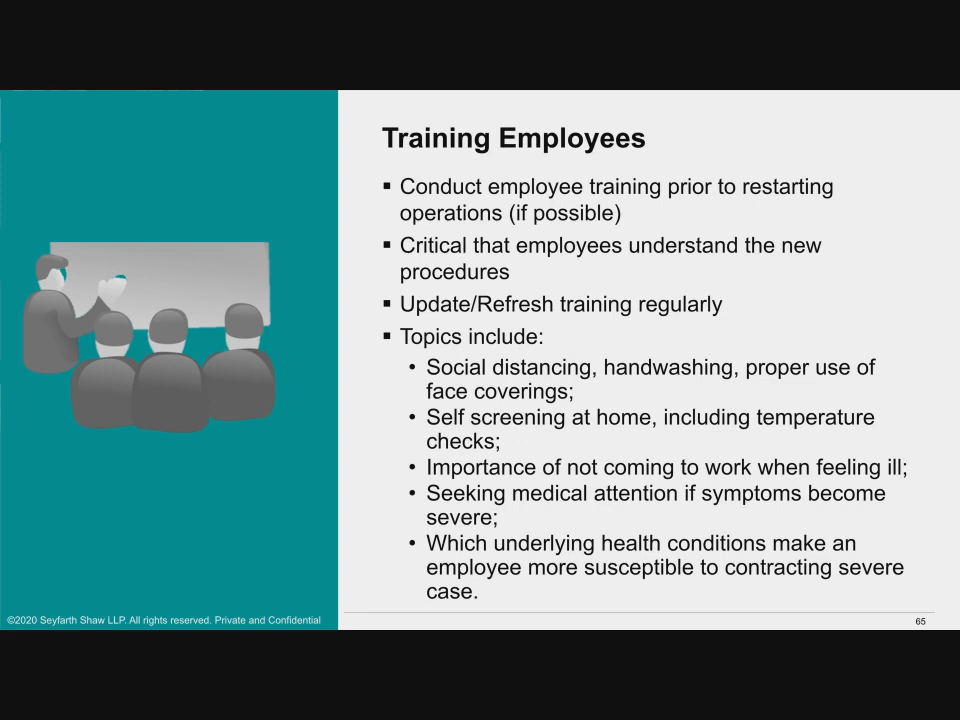 Training Employees
▪ Conduct employee training prior to restarting
operations (if possible)
▪ Critical that employees understand the new
procedures
▪ Update/Refresh training regularly
▪ Topics include:
• Social distancing, handwashing, proper use of
face coverings;
• Self screening at home, including temperature
checks;
• Importance of not coming to work when feeling ill;
• Seeking medical attention if symptoms become
severe;
• Which underlying health conditions make an
employee more susceptible to contracting severe
case.
©2020 Seyfarth Shaw LLP. All rights reserved. Private and Confidential
65